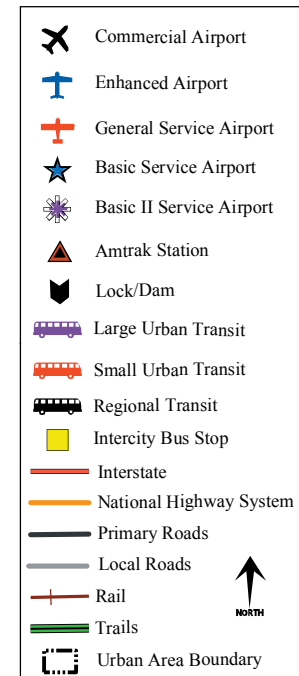 Commercial Airport
Enhanced Airport
General Service Airport
Basic Service Airport
Basic II Service Airport
Amtrak Station
Lock/Dam
Large Urban Transit
Small Urban Transit
Regional Transit
Intercity Bus Stop
Interstate
National Highway System
Primary Roads
Local Roads
Rail
NORTH
Trails
Urban Area Boundary